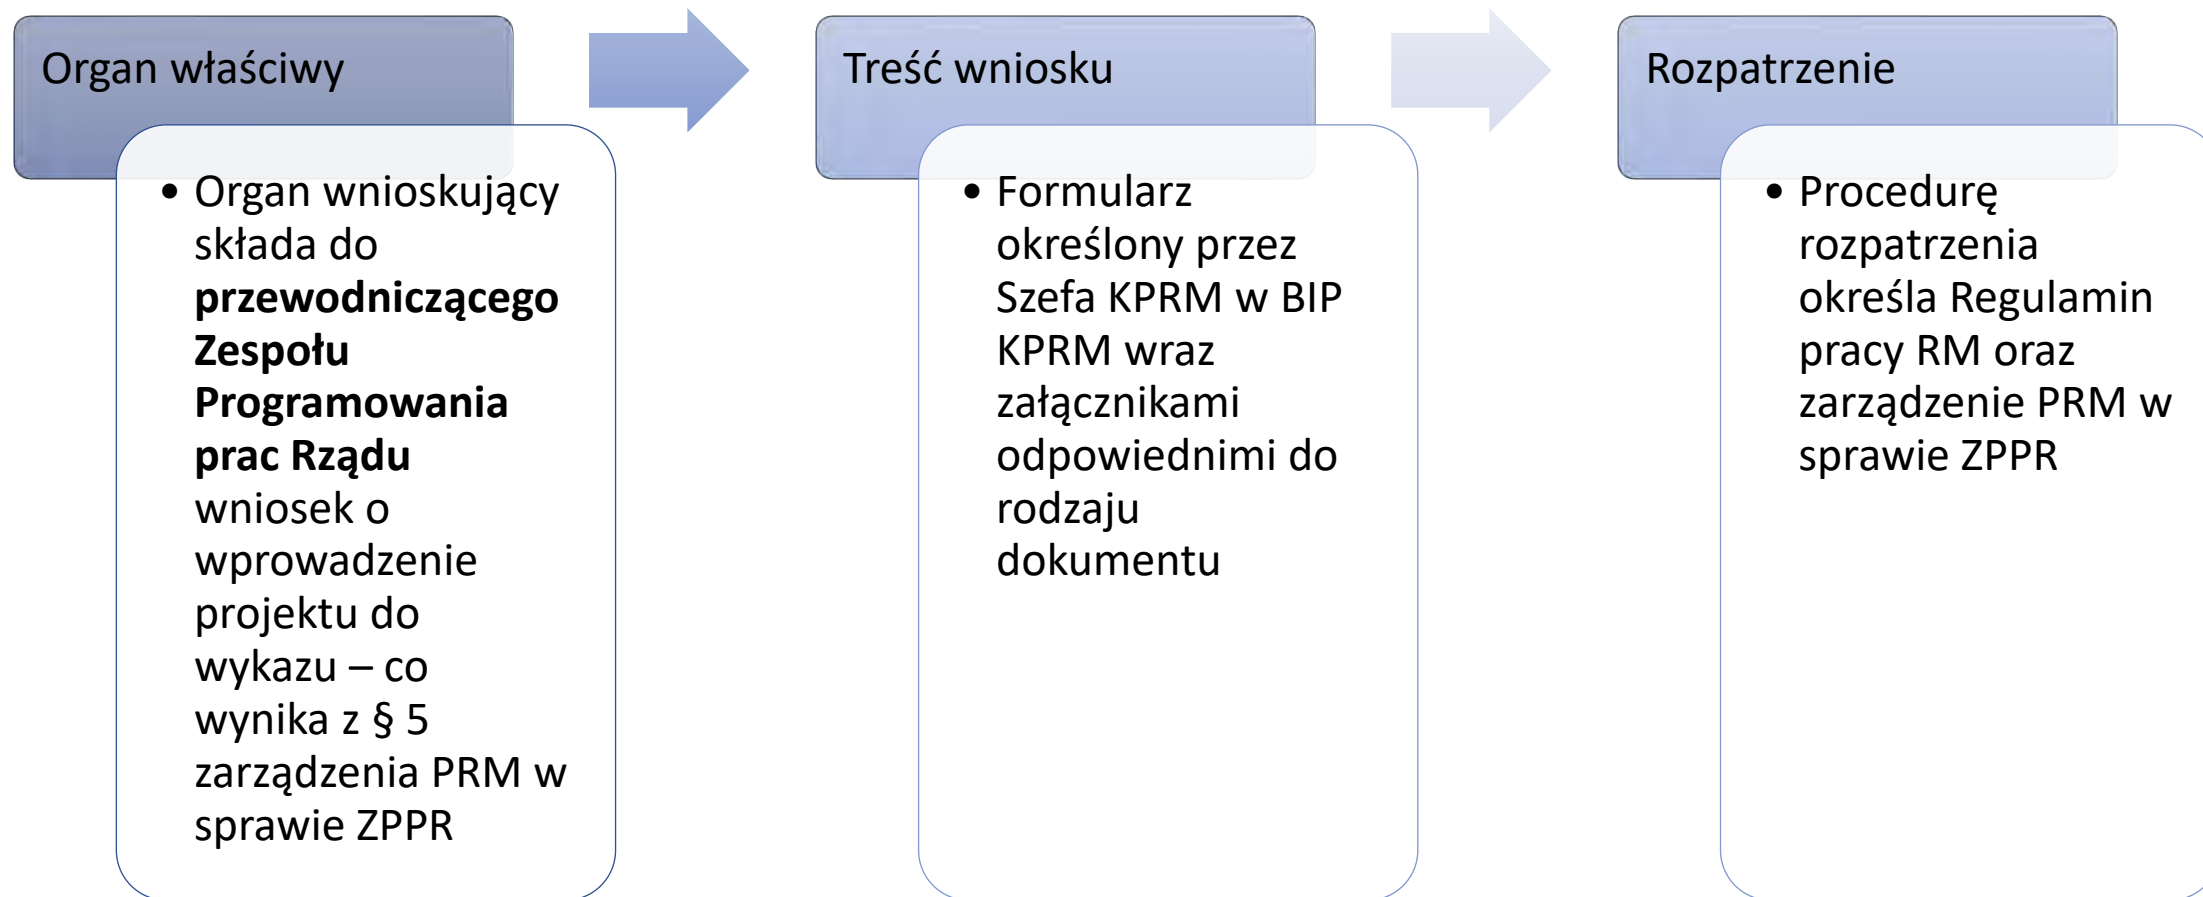 Organ właściwy
• Organ wnioskujący
składa do
przewodniczącego
Zespołu
Programowania
prac Rządu
wniosek o
wprowadzenie
projektu do
wykazu – co
wynika z § 5
zarządzenia PRM w
sprawie ZPPR
Treść wniosku
• Formularz
określony przez
Szefa KPRM w BIP
KPRM wraz
załącznikami
odpowiednimi do
rodzaju
dokumentu
Rozpatrzenie
• Procedurę
rozpatrzenia
określa Regulamin
pracy RM oraz
zarządzenie PRM w
sprawie ZPPR